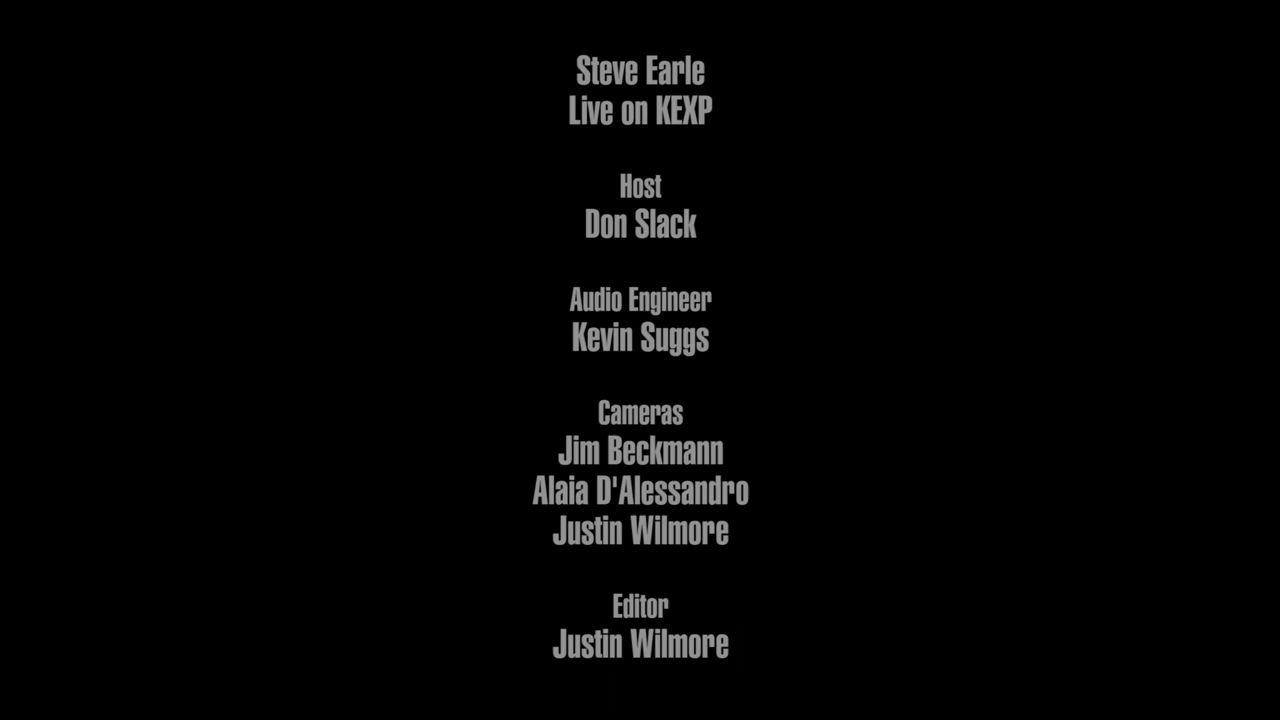 Steve Earle
Live on KEXP
Host
Don Slack
Audio Engineer
Kevin Suggs
Cameras
Jim Beckmann
Alaia D'Alessandro
Justin Wilmore
Editor
Justin Wilmore